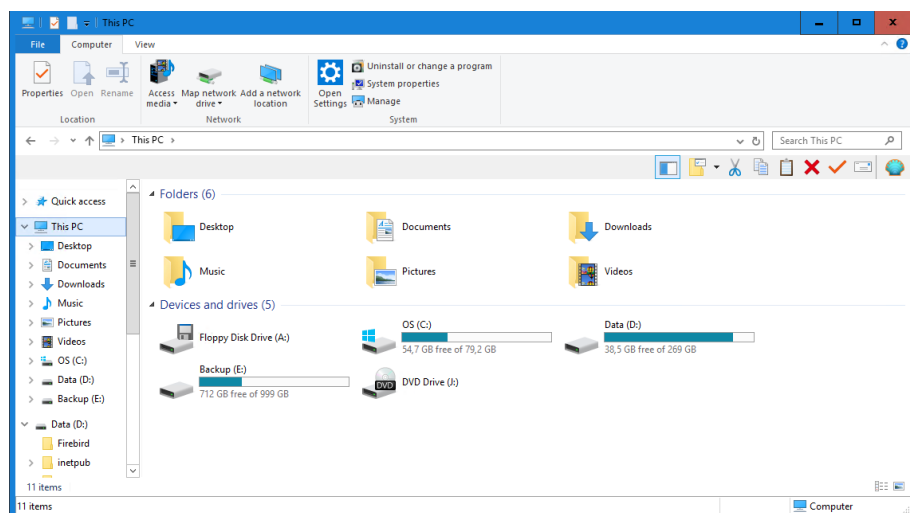 This PC
File Computer View
Properties Open Rename
Access media Map network drive Add a network location
Open Settings
Uninstall or change a program
System properties
Manage
Location Network System
This PC
Search This PC
Quick access
This PC
Desktop
Documents
Downloads
Music
Pictures
Videos
OS (C:)
Data (D:)
Backup (E:)
Data (D:)
Firebird
inetpub
Folders (6)
Desktop Documents Downloads
Music Pictures Videos
Devices and drives (5)
Floppy Disk Drive (A:)
OS (C:)
54,7 GB free of 79,2 GB
Data (D:)
38,5 GB free of 269 GB
Backup (E:)
712 GB free of 999 GB
DVD
DVD Drive (J:)
11 items
11 items
Computer